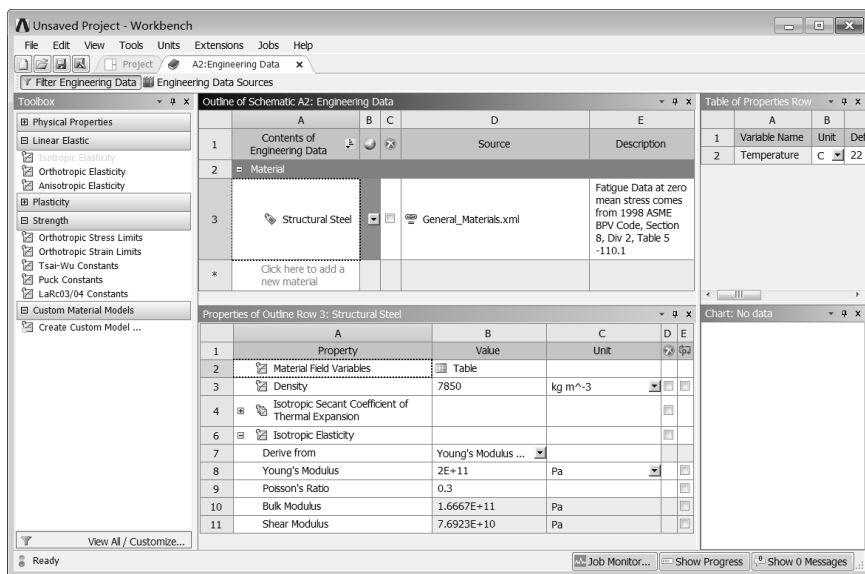 Unsaved Project - Workbench
File Edit View Tools Units Extensions Jobs Help
Project A2:Engineering Data x
Filter Engineering Data Engineering Data Sources
Toolbox
Physical Properties
Linear Elastic
Isotropic Elasticity
Orthotropic Elasticity
Anisotropic Elasticity
Plasticity
Strength
Orthotropic Stress Limits
Orthotropic Strain Limits
Tsai-Wu Constants
Puck Constants
LaRc03/04 Constants
Custom Material Models
Create Custom Model ...
View All / Customize...
Outline of Schematic A2: Engineering Data
A B C D E
1 Contents of Engineering Data Source Description
2 Material
3 Structural Steel General_Materials.xml
Fatigue Data at zero
mean stress comes
from 1998 ASME
BPV Code, Section
8, Div 2, Table 5
-110.1
* Click here to add a
new material
Table of Properties Row
A B
1 Variable Name Unit Def
2 Temperature C 22
Properties of Outline Row 3: Structural Steel
A B C D E
1 Property Value Unit
2 Material Field Variables Table
3 Density 7850 kg m^-3
4 Isotropic Secant Coefficient of
Thermal Expansion
6 Isotropic Elasticity
7 Derive from Young's Modulus ...
8 Young's Modulus 2E+11 Pa
9 Poisson's Ratio 0.3
10 Bulk Modulus 1.6667E+11 Pa
11 Shear Modulus 7.6923E+10 Pa
Chart: No data
Ready Job Monitor... Show Progress Show 0 Messages